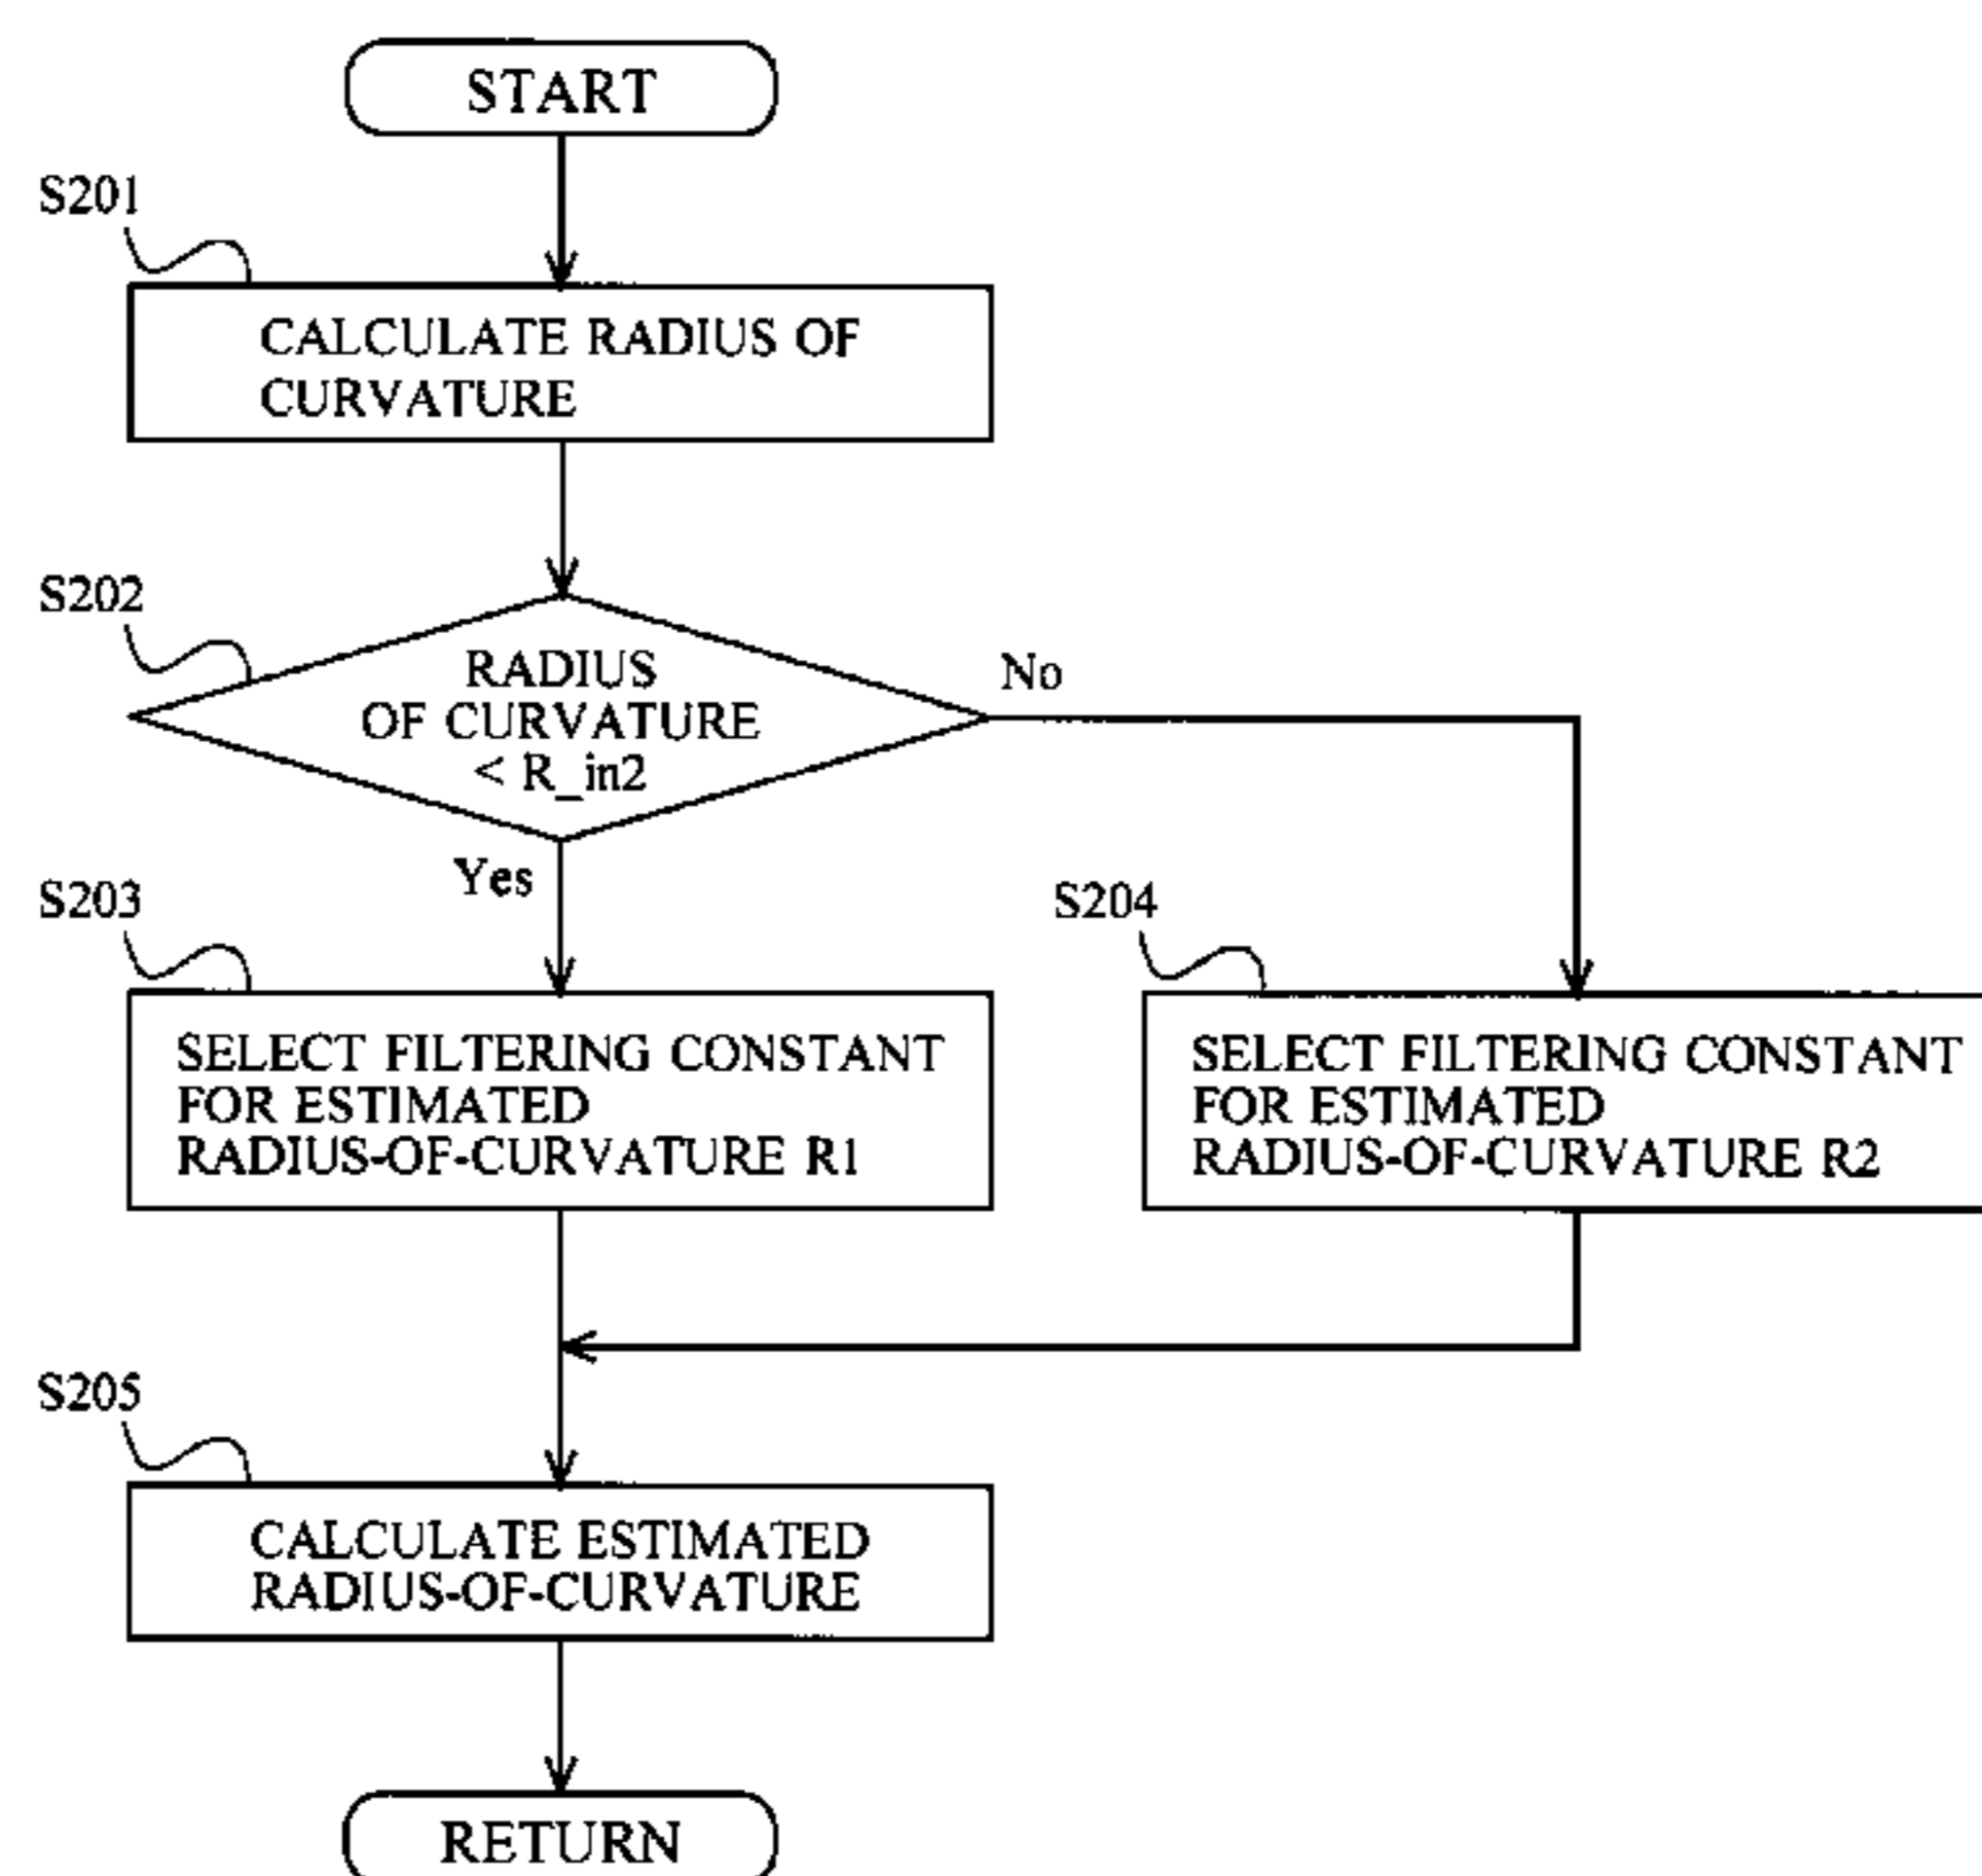 START
S201
CALCULATE RADIUS OF
CURVATURE
S202
RADIUS
OF CURVATURE
< R_in2
No
Yes
S203
SELECT FILTERING CONSTANT
FOR ESTIMATED
RADIUS-OF-CURVATURE R1
S204
SELECT FILTERING CONSTANT
FOR ESTIMATED
RADIUS-OF-CURVATURE R2
S205
CALCULATE ESTIMATED
RADIUS-OF-CURVATURE
RETURN